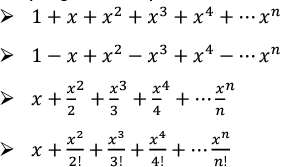 ➤ 1 + x + x² + x³ + x⁴ + ⋯ xⁿ
➤ 1 − x + x² − x³ + x⁴ − ⋯ xⁿ
➤ x + x²/2 + x³/3 + x⁴/4 + ⋯ xⁿ/n
➤ x + x²/2! + x³/3! + x⁴/4! + ⋯ xⁿ/n!